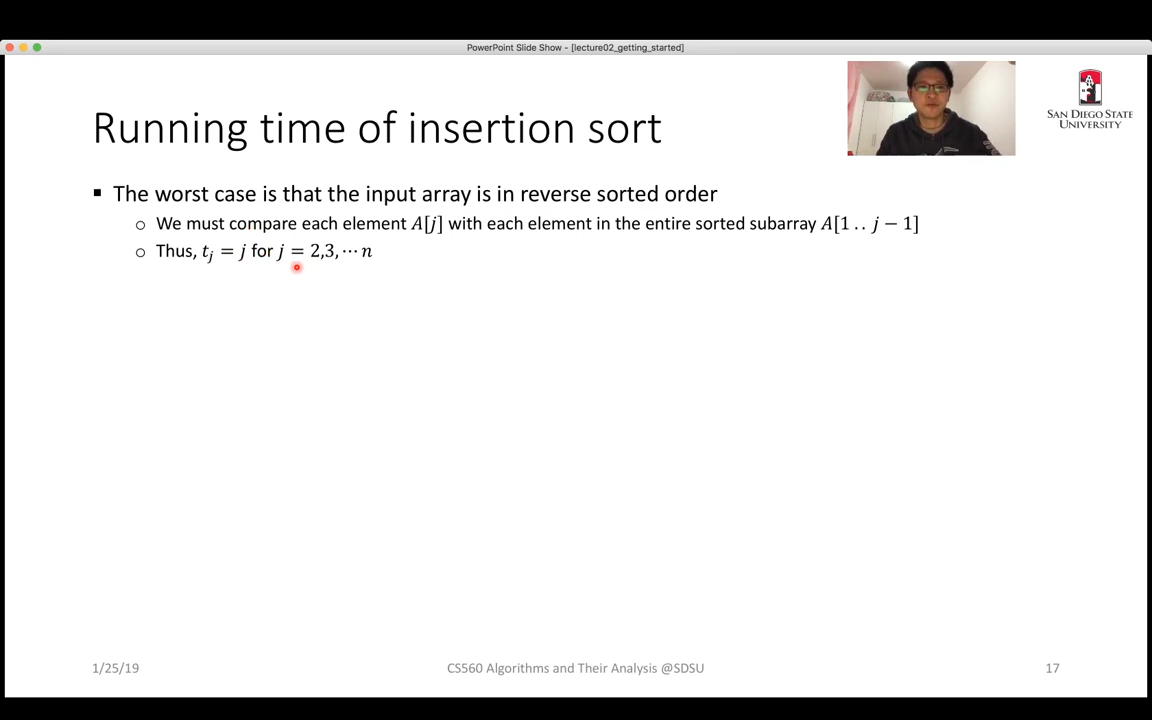 PowerPoint Slide Show - [lecture02_getting_started]
SAN DIEGO STATE
UNIVERSITY
Running time of insertion sort
▪ The worst case is that the input array is in reverse sorted order
○ We must compare each element A[j] with each element in the entire sorted subarray A[1 . . j − 1]
○ Thus, t_j = j for j = 2,3, ⋯ n
1/25/19
CS560 Algorithms and Their Analysis @SDSU
17